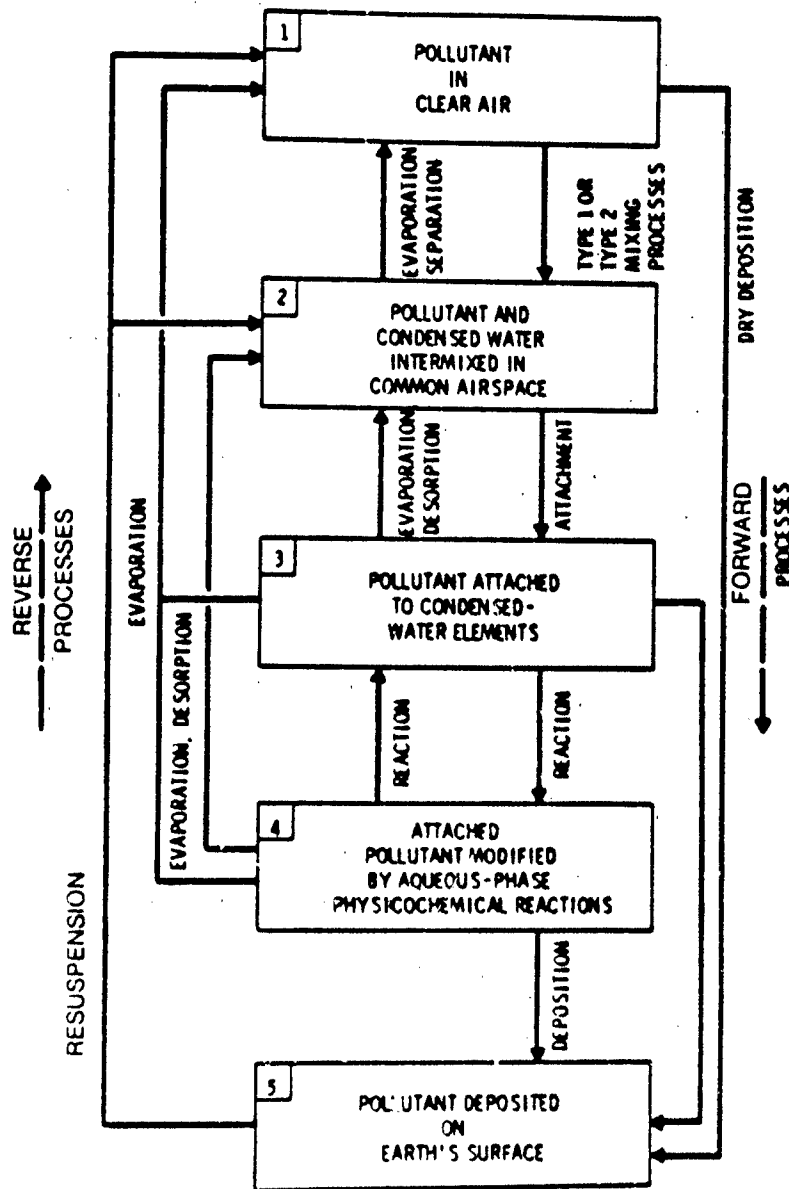 1
POLLUTANT
IN
CLEAR AIR
EVAPORATION
SEPARATION
TYPE 1 OR
TYPE 2
MIXING
PROCESSES
DRY DEPOSITION
2
POLLUTANT AND
CONDENSED WATER
INTERMIXED IN
COMMON AIRSPACE
EVAPORATION
DESORPTION
ATTACHMENT
REVERSE
PROCESSES
EVAPORATION
EVAPORATION, DESORPTION
FORWARD
PROCESSES
3
POLLUTANT ATTACHED
TO CONDENSED-
WATER ELEMENTS
REACTION
REACTION
4
ATTACHED
POLLUTANT MODIFIED
BY AQUEOUS-PHASE
PHYSICOCHEMICAL REACTIONS
RESUSPENSION
DEPOSITION
5
POLLUTANT DEPOSITED
ON
EARTH'S SURFACE